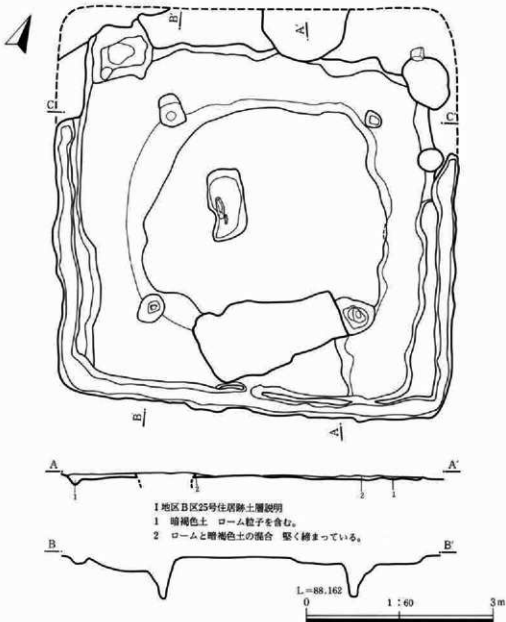 B'
A'
C
C'
B
A
A
A'
1
2
2
1
I地区B区25号住居跡土層説明
1 暗褐色土 ローム粒子を含む。
2 ロームと暗褐色土の混合 堅く締まっている。
B
B'
L=88.162
0 1:60 3m